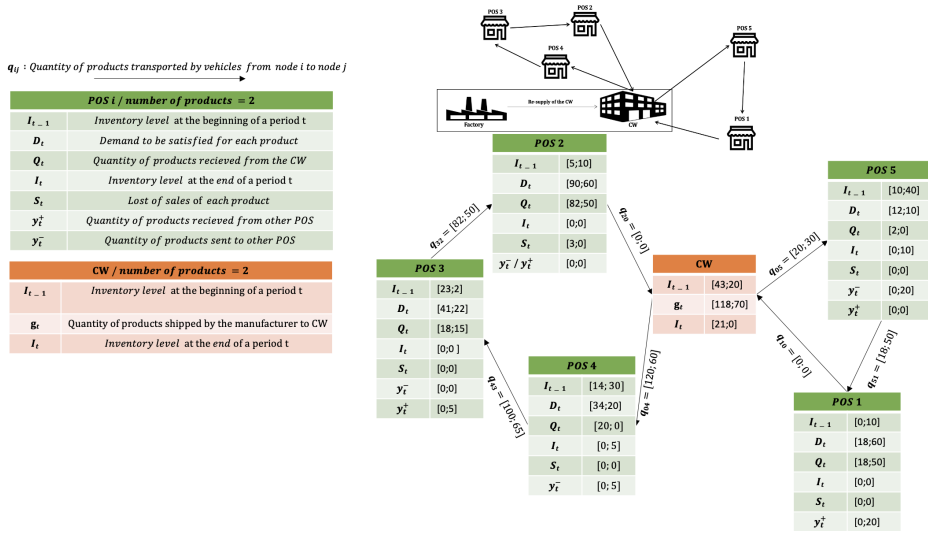 POS 3
POS 2
POS 5
POS 4
Re-supply of the CW
Factory
CW
POS 1
q_ij : Quantity of products transported by vehicles from node i to node j
POS i / number of products = 2
I_{t-1} Inventory level at the beginning of a period t
D_t Demand to be satisfied for each product
Q_t Quantity of products recieved from the CW
I_t Inventory level at the end of a period t
S_t Lost of sales of each product
y_t^+ Quantity of products recieved from other POS
y_t^- Quantity of products sent to other POS
CW / number of products = 2
I_{t-1} Inventory level at the beginning of a period t
g_t Quantity of products shipped by the manufacturer to CW
I_t Inventory level at the end of a period t
POS 2
I_{t-1} [5;10]
D_t [90;60]
Q_t [82;50]
I_t [0;0]
S_t [3;0]
y_t^- / y_t^+ [0;0]
q_32 = [82;50]
q_20 = [0;0]
POS 3
I_{t-1} [23;2]
D_t [41;22]
Q_t [18;15]
I_t [0;0 ]
S_t [0;0]
y_t^- [0;0]
y_t^+ [0;5]
q_43 = [100;65]
POS 4
I_{t-1} [14;30]
D_t [34;20]
Q_t [20; 0]
I_t [0; 5]
S_t [0; 0]
y_t^- [0; 5]
q_04 = [120; 60]
CW
I_{t-1} [43;20]
g_t [118;70]
I_t [21;0]
q_05 = [20;30]
q_10 = [0;0]
POS 5
I_{t-1} [10;40]
D_t [12;10]
Q_t [2;0]
I_t [0;10]
S_t [0;0]
y_t^- [0;20]
y_t^+ [0;0]
q_51 = [18;50]
POS 1
I_{t-1} [0;10]
D_t [18;60]
Q_t [18;50]
I_t [0;0]
S_t [0;0]
y_t^+ [0;20]